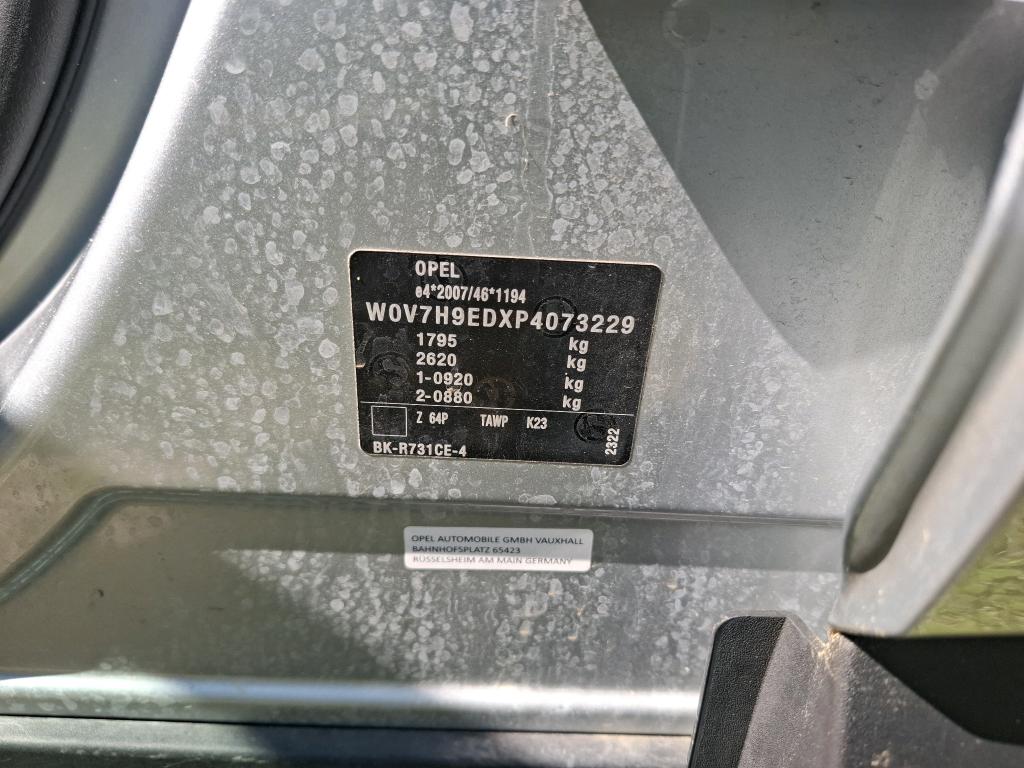 OPEL
e4*2007/46*1194
W0V7H9EDXP4073229
1795 kg
2620 kg
1-0920 kg
2-0880 kg
Z 64P TAWP K23
2322
BK-R731CE-4
OPEL AUTOMOBILE GMBH VAUXHALL
BAHNHOFSPLATZ 65423
RÜSSELSHEIM AM MAIN GERMANY